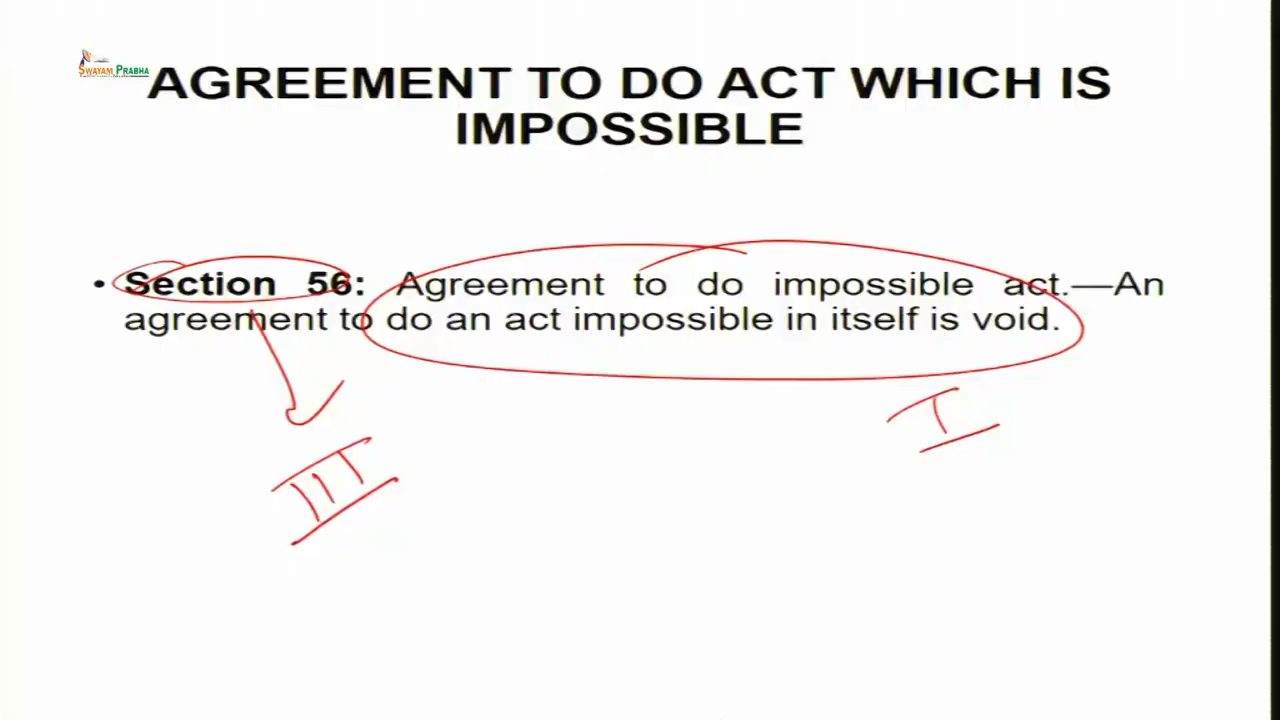 SWAYAM PRABHA
AGREEMENT TO DO ACT WHICH IS
IMPOSSIBLE
• Section 56: Agreement to do impossible act.—An
agreement to do an act impossible in itself is void.
I
III